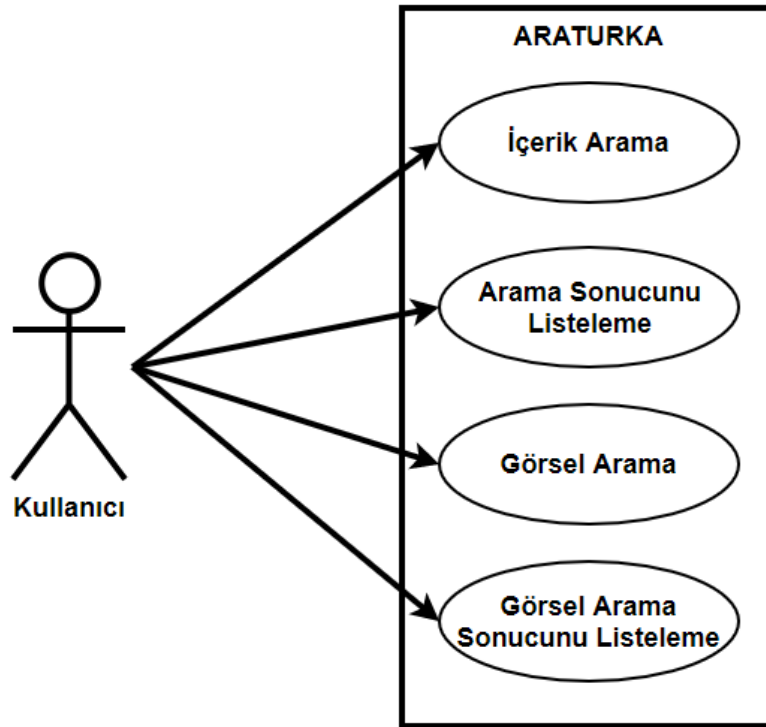 ARATURKA
İçerik Arama
Arama Sonucunu
Listeleme
Görsel Arama
Görsel Arama
Sonucunu Listeleme
Kullanıcı